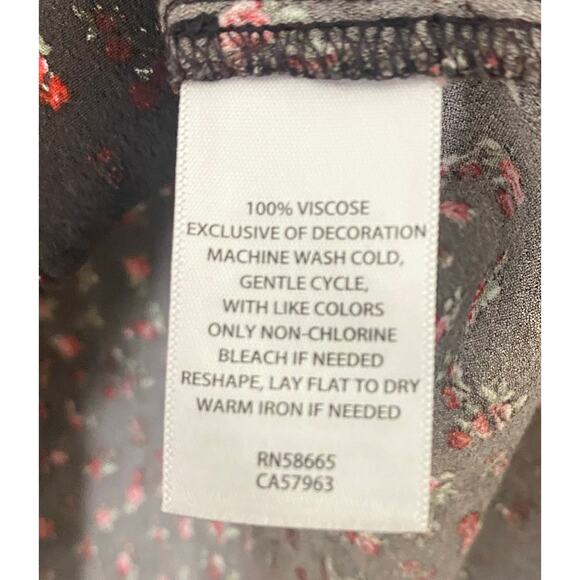 100% VISCOSE
EXCLUSIVE OF DECORATION
MACHINE WASH COLD,
GENTLE CYCLE,
WITH LIKE COLORS
ONLY NON-CHLORINE
BLEACH IF NEEDED
RESHAPE, LAY FLAT TO DRY
WARM IRON IF NEEDED
RN58665
CA57963